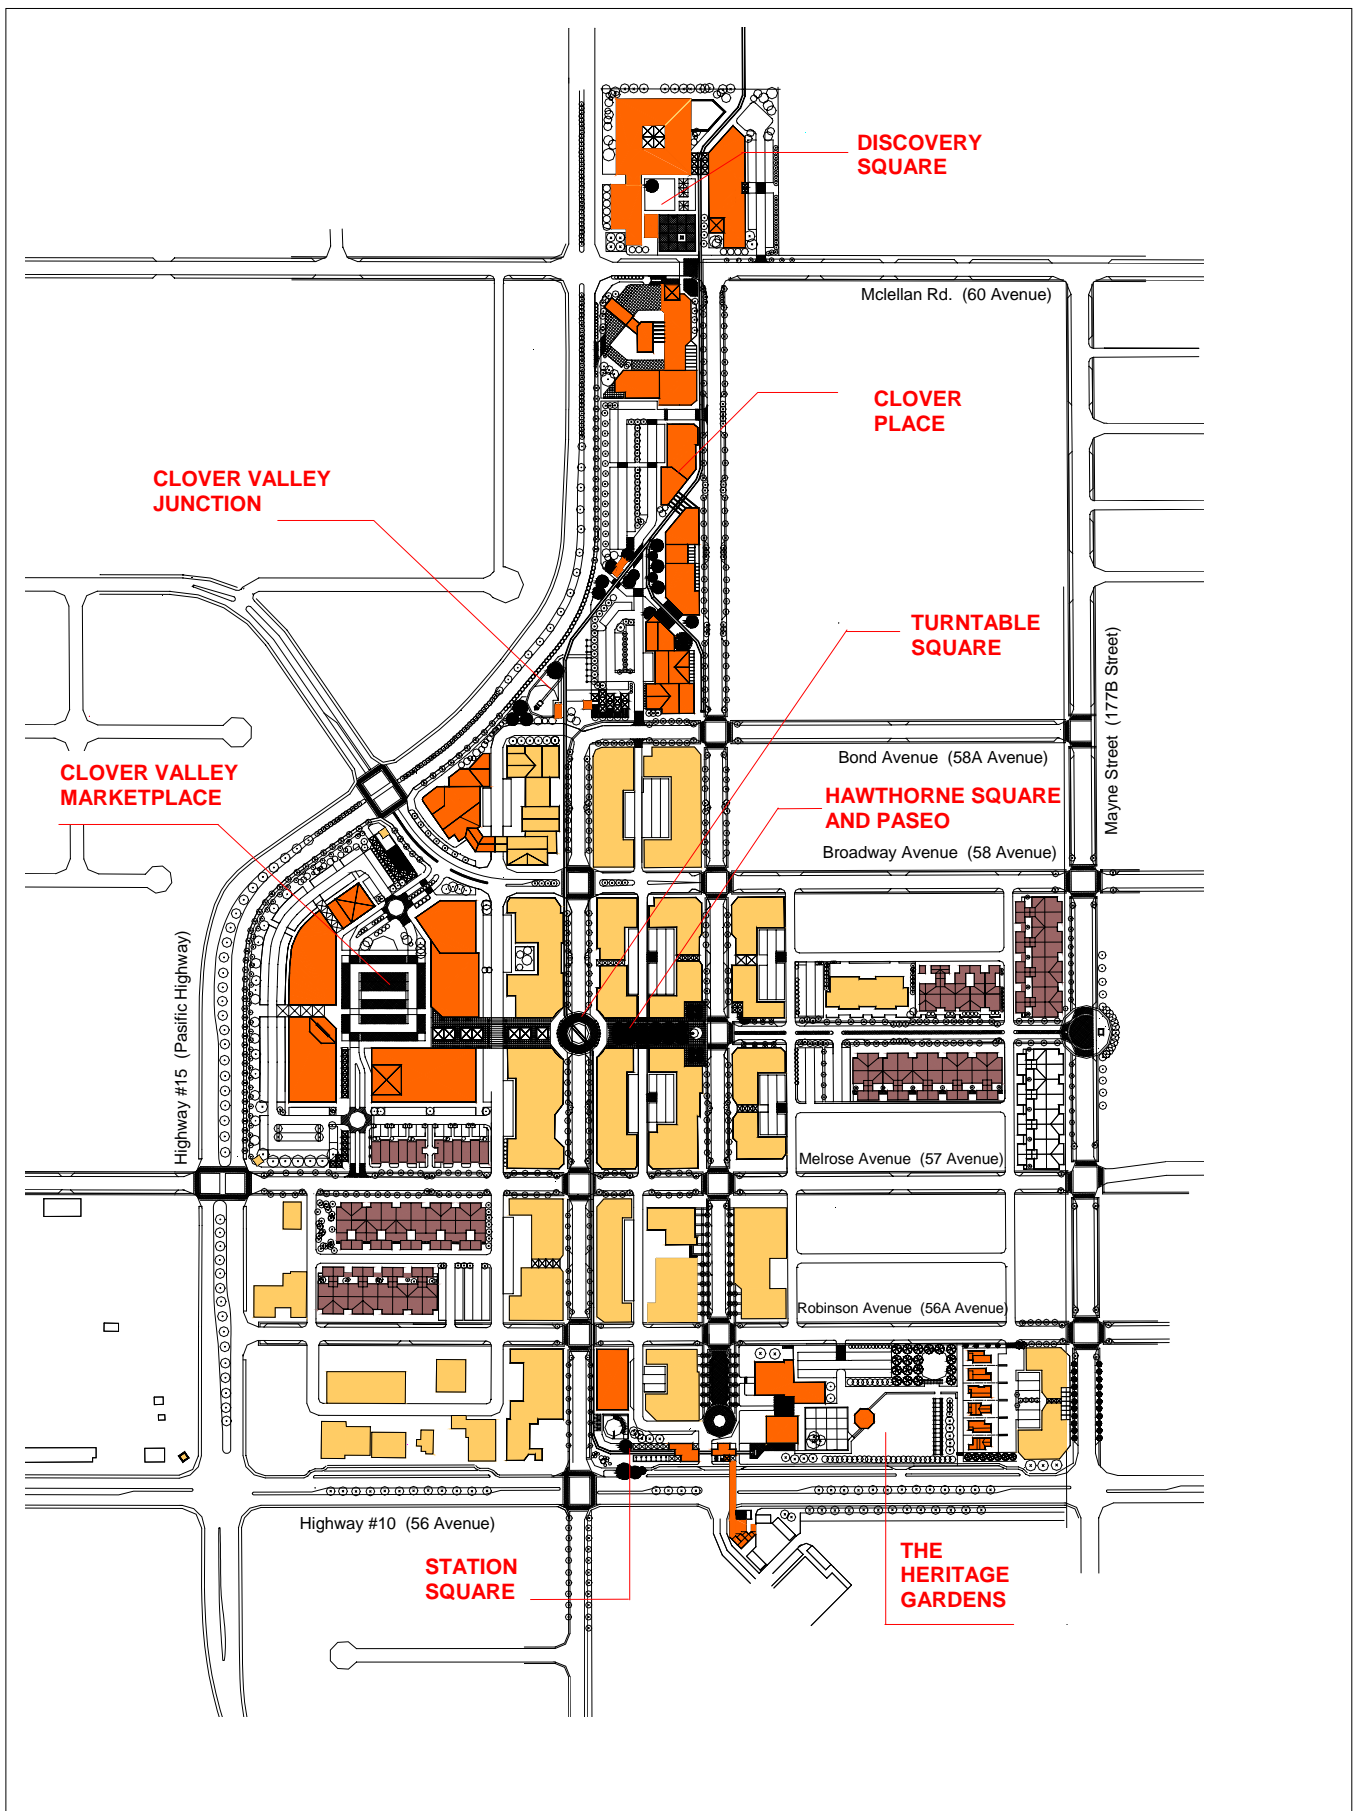 DISCOVERY
SQUARE
Mclellan Rd. (60 Avenue)
CLOVER
PLACE
CLOVER VALLEY
JUNCTION
TURNTABLE
SQUARE
Mayne Street (177B Street)
Bond Avenue (58A Avenue)
CLOVER VALLEY
MARKETPLACE
HAWTHORNE SQUARE
AND PASEO
Broadway Avenue (58 Avenue)
Highway #15 (Pasific Highway)
Melrose Avenue (57 Avenue)
Robinson Avenue (56A Avenue)
Highway #10 (56 Avenue)
STATION
SQUARE
THE
HERITAGE
GARDENS